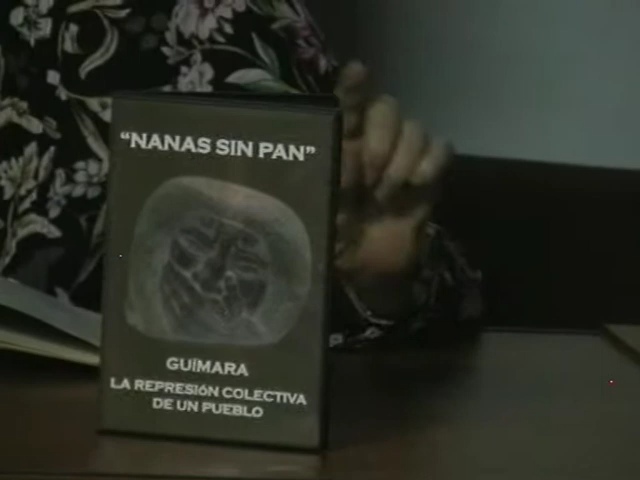 “NANAS SIN PAN”
GUÍMARA
LA REPRESIóN COLECTIVA
DE UN PUEBLO